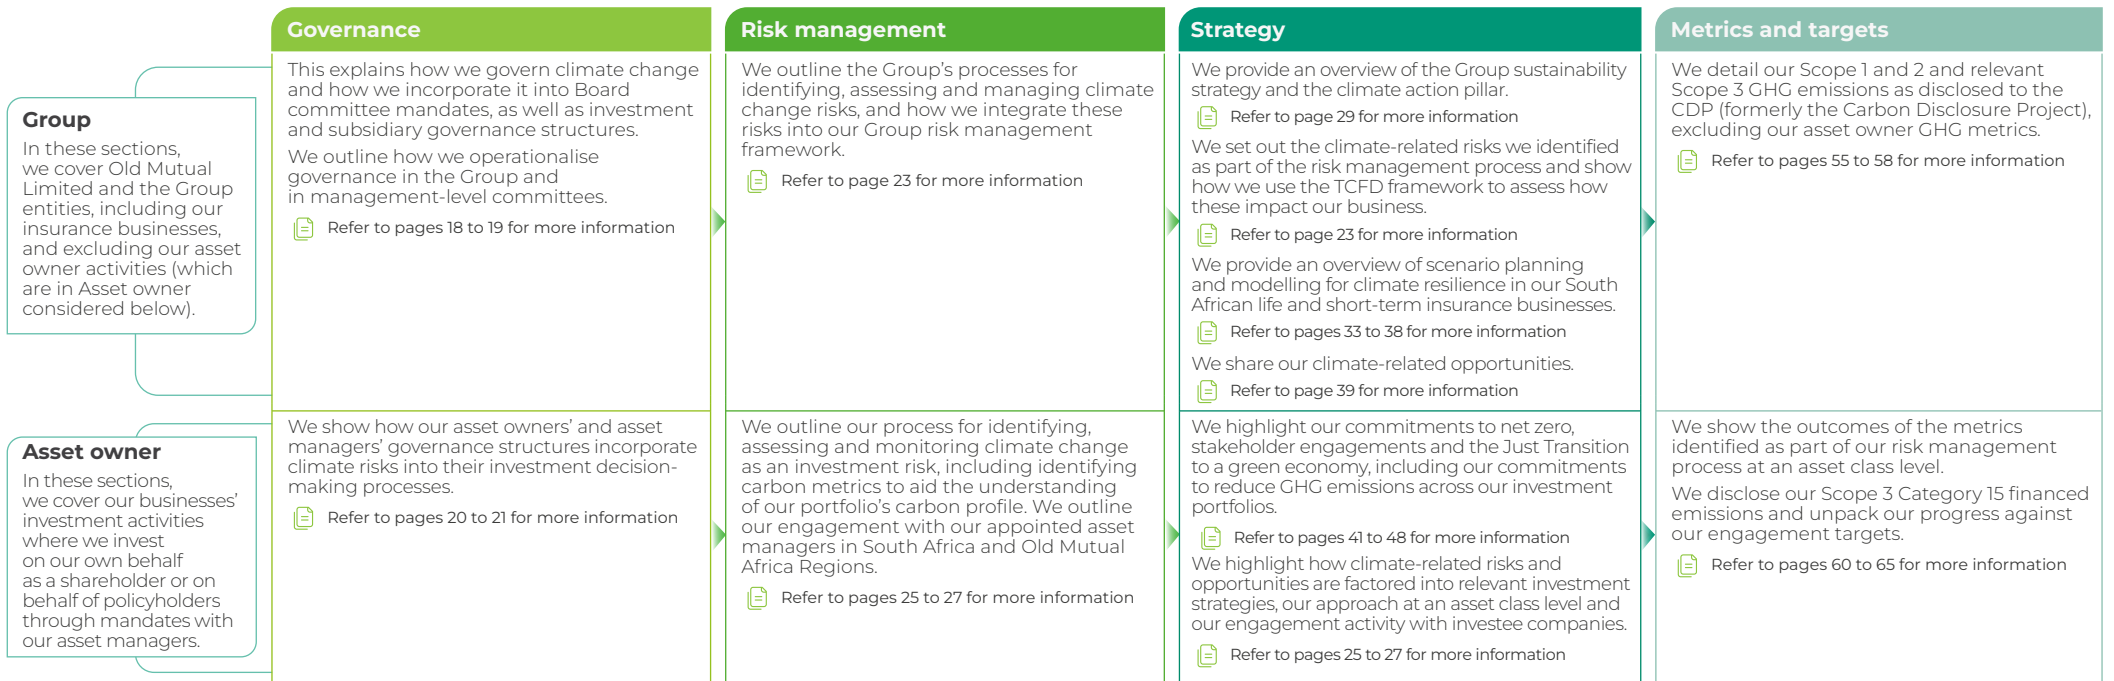 Governance
Risk management
Strategy
Metrics and targets
Group
In these sections,
we cover Old Mutual
Limited and the Group
entities, including our
insurance businesses,
and excluding our asset
owner activities (which
are in Asset owner
considered below).
This explains how we govern climate change
and how we incorporate it into Board
committee mandates, as well as investment
and subsidiary governance structures.
We outline how we operationalise
governance in the Group and
in management-level committees.
Refer to pages 18 to 19 for more information
We outline the Group's processes for
identifying, assessing and managing climate
change risks, and how we integrate these
risks into our Group risk management
framework.
Refer to page 23 for more information
We provide an overview of the Group sustainability
strategy and the climate action pillar.
Refer to page 29 for more information
We set out the climate-related risks we identified
as part of the risk management process and show
how we use the TCFD framework to assess how
these impact our business.
Refer to page 23 for more information
We provide an overview of scenario planning
and modelling for climate resilience in our South
African life and short-term insurance businesses.
Refer to pages 33 to 38 for more information
We share our climate-related opportunities.
Refer to page 39 for more information
We detail our Scope 1 and 2 and relevant
Scope 3 GHG emissions as disclosed to the
CDP (formerly the Carbon Disclosure Project),
excluding our asset owner GHG metrics.
Refer to pages 55 to 58 for more information
Asset owner
In these sections,
we cover our businesses'
investment activities
where we invest
on our own behalf
as a shareholder or on
behalf of policyholders
through mandates with
our asset managers.
We show how our asset owners' and asset
managers' governance structures incorporate
climate risks into their investment decision-
making processes.
Refer to pages 20 to 21 for more information
We outline our process for identifying,
assessing and monitoring climate change
as an investment risk, including identifying
carbon metrics to aid the understanding
of our portfolio's carbon profile. We outline
our engagement with our appointed asset
managers in South Africa and Old Mutual
Africa Regions.
Refer to pages 25 to 27 for more information
We highlight our commitments to net zero,
stakeholder engagements and the Just Transition
to a green economy, including our commitments
to reduce GHG emissions across our investment
portfolios.
Refer to pages 41 to 48 for more information
We highlight how climate-related risks and
opportunities are factored into relevant investment
strategies, our approach at an asset class level and
our engagement activity with investee companies.
Refer to pages 25 to 27 for more information
We show the outcomes of the metrics
identified as part of our risk management
process at an asset class level.
We disclose our Scope 3 Category 15 financed
emissions and unpack our progress against
our engagement targets.
Refer to pages 60 to 65 for more information